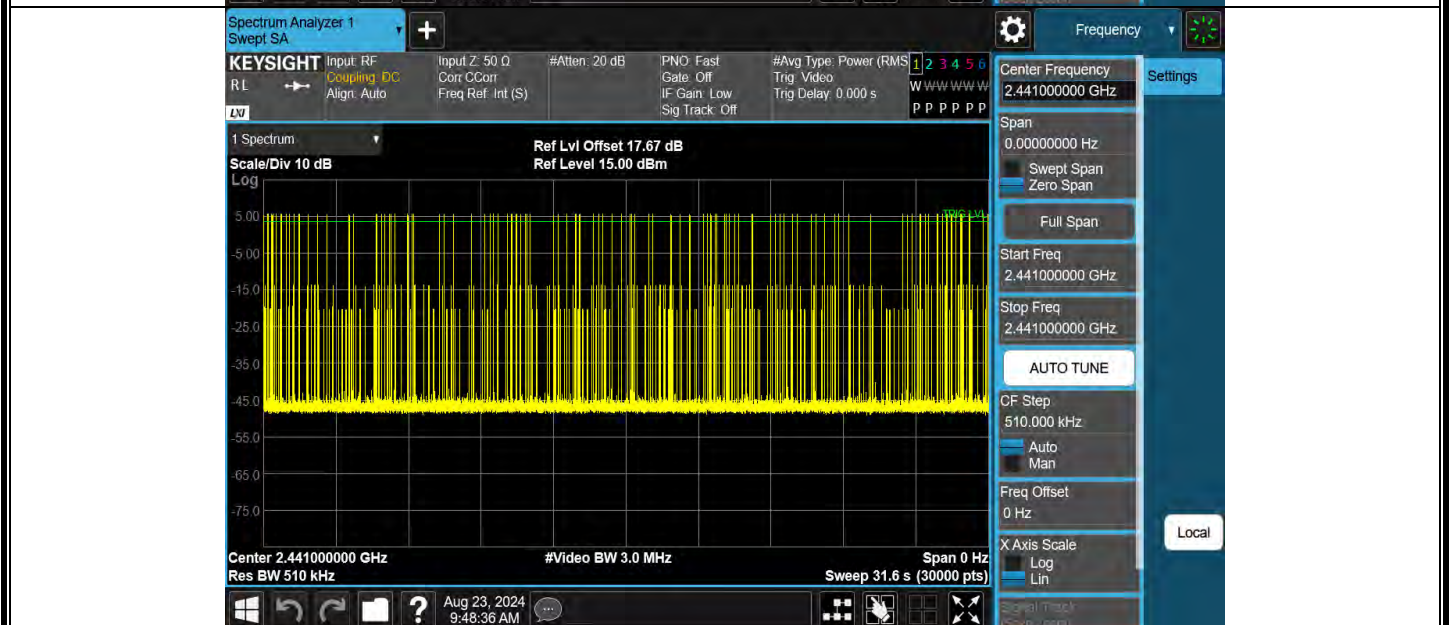 Spectrum Analyzer 1
Swept SA
+
Frequency
KEYSIGHT
RL
LXI
Input: RF
Coupling: DC
Align: Auto
Input Z: 50 Ω
Corr CCorr
Freq Ref: Int (S)
#Atten: 20 dB
PNO: Fast
Gate: Off
IF Gain: Low
Sig Track: Off
#Avg Type: Power (RMS
Trig: Video
Trig Delay: 0.000 s
1 2 3 4 5 6
W W W W W W
P P P P P P
1 Spectrum
Scale/Div 10 dB
Log
Ref Lvl Offset 17.67 dB
Ref Level 15.00 dBm
TRIG LVL
5.00
-5.00
-15.0
-25.0
-35.0
-45.0
-55.0
-65.0
-75.0
Center 2.441000000 GHz
Res BW 510 kHz
#Video BW 3.0 MHz
Span 0 Hz
Sweep 31.6 s (30000 pts)
Center Frequency
2.441000000 GHz
Settings
Span
0.00000000 Hz
Swept Span
Zero Span
Full Span
Start Freq
2.441000000 GHz
Stop Freq
2.441000000 GHz
AUTO TUNE
CF Step
510.000 kHz
Auto
Man
Freq Offset
0 Hz
Local
X Axis Scale
Log
Lin
Signal Track
?
Aug 23, 2024
9:48:36 AM